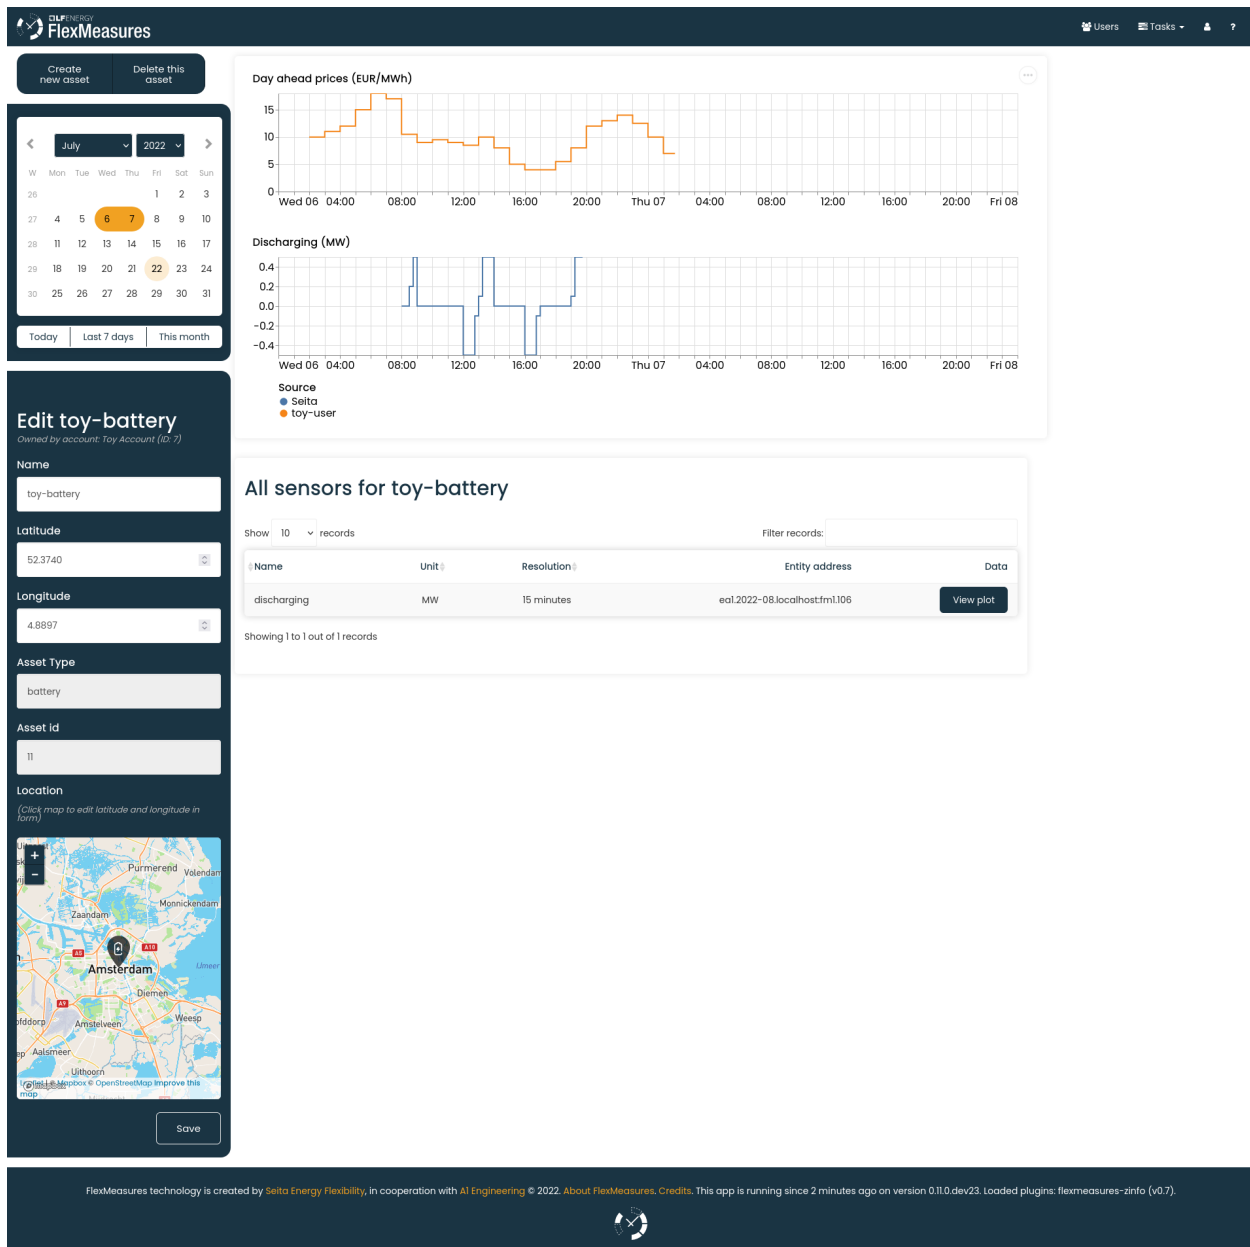 LF ENERGY
FlexMeasures
Users Tasks ?
Create new asset
Delete this asset
July 2022
W Mon Tue Wed Thu Fri Sat Sun
26 1 2 3
27 4 5 6 7 8 9 10
28 11 12 13 14 15 16 17
29 18 19 20 21 22 23 24
30 25 26 27 28 29 30 31
Today Last 7 days This month
Edit toy-battery
Owned by account: Toy Account (ID: 7)
Name
toy-battery
Latitude
52.3740
Longitude
4.8897
Asset Type
battery
Asset id
11
Location
(Click map to edit latitude and longitude in
form)
+
−
Purmerend
Volendam
Monnickendam
Zaandam
A10
A5
Amsterdam
IJmeer
Diemen
A9
Amstelveen
Weesp
Aalsmeer
Uithoorn
Leaflet | © Mapbox © OpenStreetMap Improve this
map
Save
Day ahead prices (EUR/MWh)
15
10
5
0
Wed 06 04:00 08:00 12:00 16:00 20:00 Thu 07 04:00 08:00 12:00 16:00 20:00 Fri 08
Discharging (MW)
0.4
0.2
0.0
−0.2
−0.4
Wed 06 04:00 08:00 12:00 16:00 20:00 Thu 07 04:00 08:00 12:00 16:00 20:00 Fri 08
Source
Seita
toy-user
All sensors for toy-battery
Show 10 records Filter records:
Name Unit Resolution Entity address Data
discharging MW 15 minutes ea1.2022-08.localhost:fm1.106 View plot
Showing 1 to 1 out of 1 records
FlexMeasures technology is created by Seita Energy Flexibility, in cooperation with A1 Engineering © 2022. About FlexMeasures. Credits. This app is running since 2 minutes ago on version 0.11.0.dev23. Loaded plugins: flexmeasures-zinfo (v0.7).